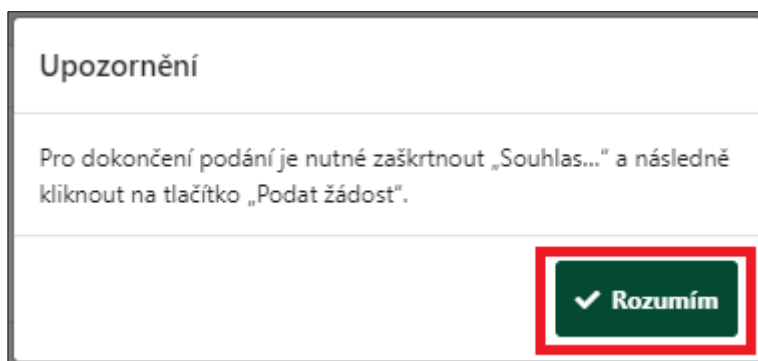 Upozornění
Pro dokončení podání je nutné zaškrtnout „Souhlas...“ a následně
kliknout na tlačítko „Podat žádost“.
Rozumím